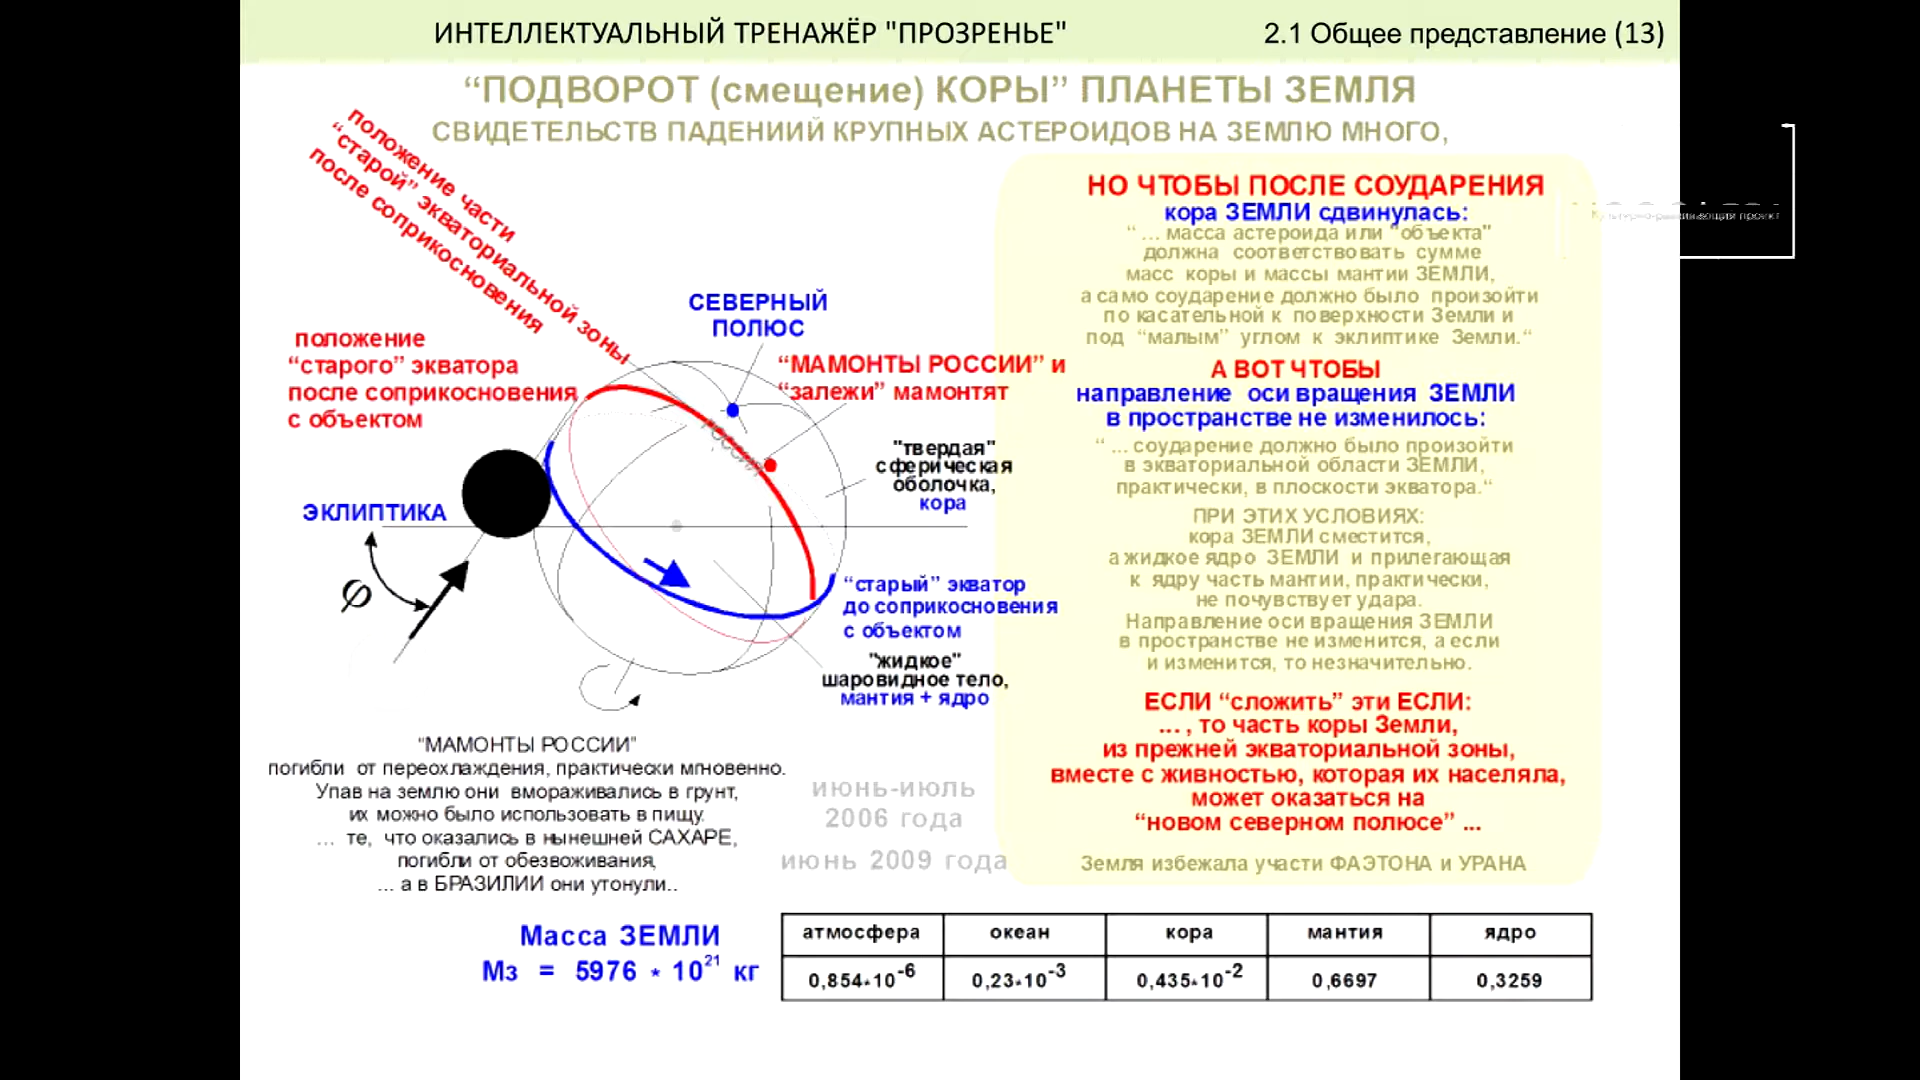 ИНТЕЛЛЕКТУАЛЬНЫЙ ТРЕНАЖЁР "ПРОЗРЕНЬЕ"
2.1 Общее представление (13)
“ПОДВОРОТ (смещение) КОРЫ” ПЛАНЕТЫ ЗЕМЛЯ
СВИДЕТЕЛЬСТВ ПАДЕНИИЙ КРУПНЫХ АСТЕРОИДОВ НА ЗЕМЛЮ МНОГО,
положение части
“старой” экваториальной зоны
после соприкосновения
положение
“старого” экватора
после соприкосновения
с объектом
СЕВЕРНЫЙ
ПОЛЮС
“МАМОНТЫ РОССИИ” и
“залежи” мамонтят
РОССИЯ
"твердая"
сферическая
оболочка,
кора
ЭКЛИПТИКА
φ
“старый” экватор
до соприкосновения
с объектом
"жидкое"
шаровидное тело,
мантия + ядро
“МАМОНТЫ РОССИИ”
погибли от переохлаждения, практически мгновенно.
Упав на землю они вмораживались в грунт,
их можно было использовать в пищу.
... те, что оказались в нынешней САХАРЕ,
погибли от обезвоживания,
... а в БРАЗИЛИИ они утонули..
июнь-июль
2006 года
июнь 2009 года
НО ЧТОБЫ ПОСЛЕ СОУДАРЕНИЯ
кора ЗЕМЛИ сдвинулась:
“ ... масса астероида или “объекта”
должна соответствовать сумме
масс коры и массы мантии ЗЕМЛИ,
а само соударение должно было произойти
по касательной к поверхности Земли и
под “малым” углом к эклиптике Земли.“
А ВОТ ЧТОБЫ
направление оси вращения ЗЕМЛИ
в пространстве не изменилось:
“ ... соударение должно было произойти
в экваториальной области ЗЕМЛИ,
практически, в плоскости экватора.“
ПРИ ЭТИХ УСЛОВИЯХ:
кора ЗЕМЛИ сместится,
а жидкое ядро ЗЕМЛИ и прилегающая
к ядру часть мантии, практически,
не почувствует удара.
Направление оси вращения ЗЕМЛИ
в пространстве не изменится, а если
и изменится, то незначительно.
ЕСЛИ “сложить” эти ЕСЛИ:
... , то часть коры Земли,
из прежней экваториальной зоны,
вместе с живностью, которая их населяла,
может оказаться на
“новом северном полюсе” ...
Земля избежала участи ФАЭТОНА и УРАНА
Масса ЗЕМЛИ
Мз = 5976 * 10²¹ кг
атмосфера океан кора мантия ядро
0,854*10⁻⁶ 0,23*10⁻³ 0,435*10⁻² 0,6697 0,3259